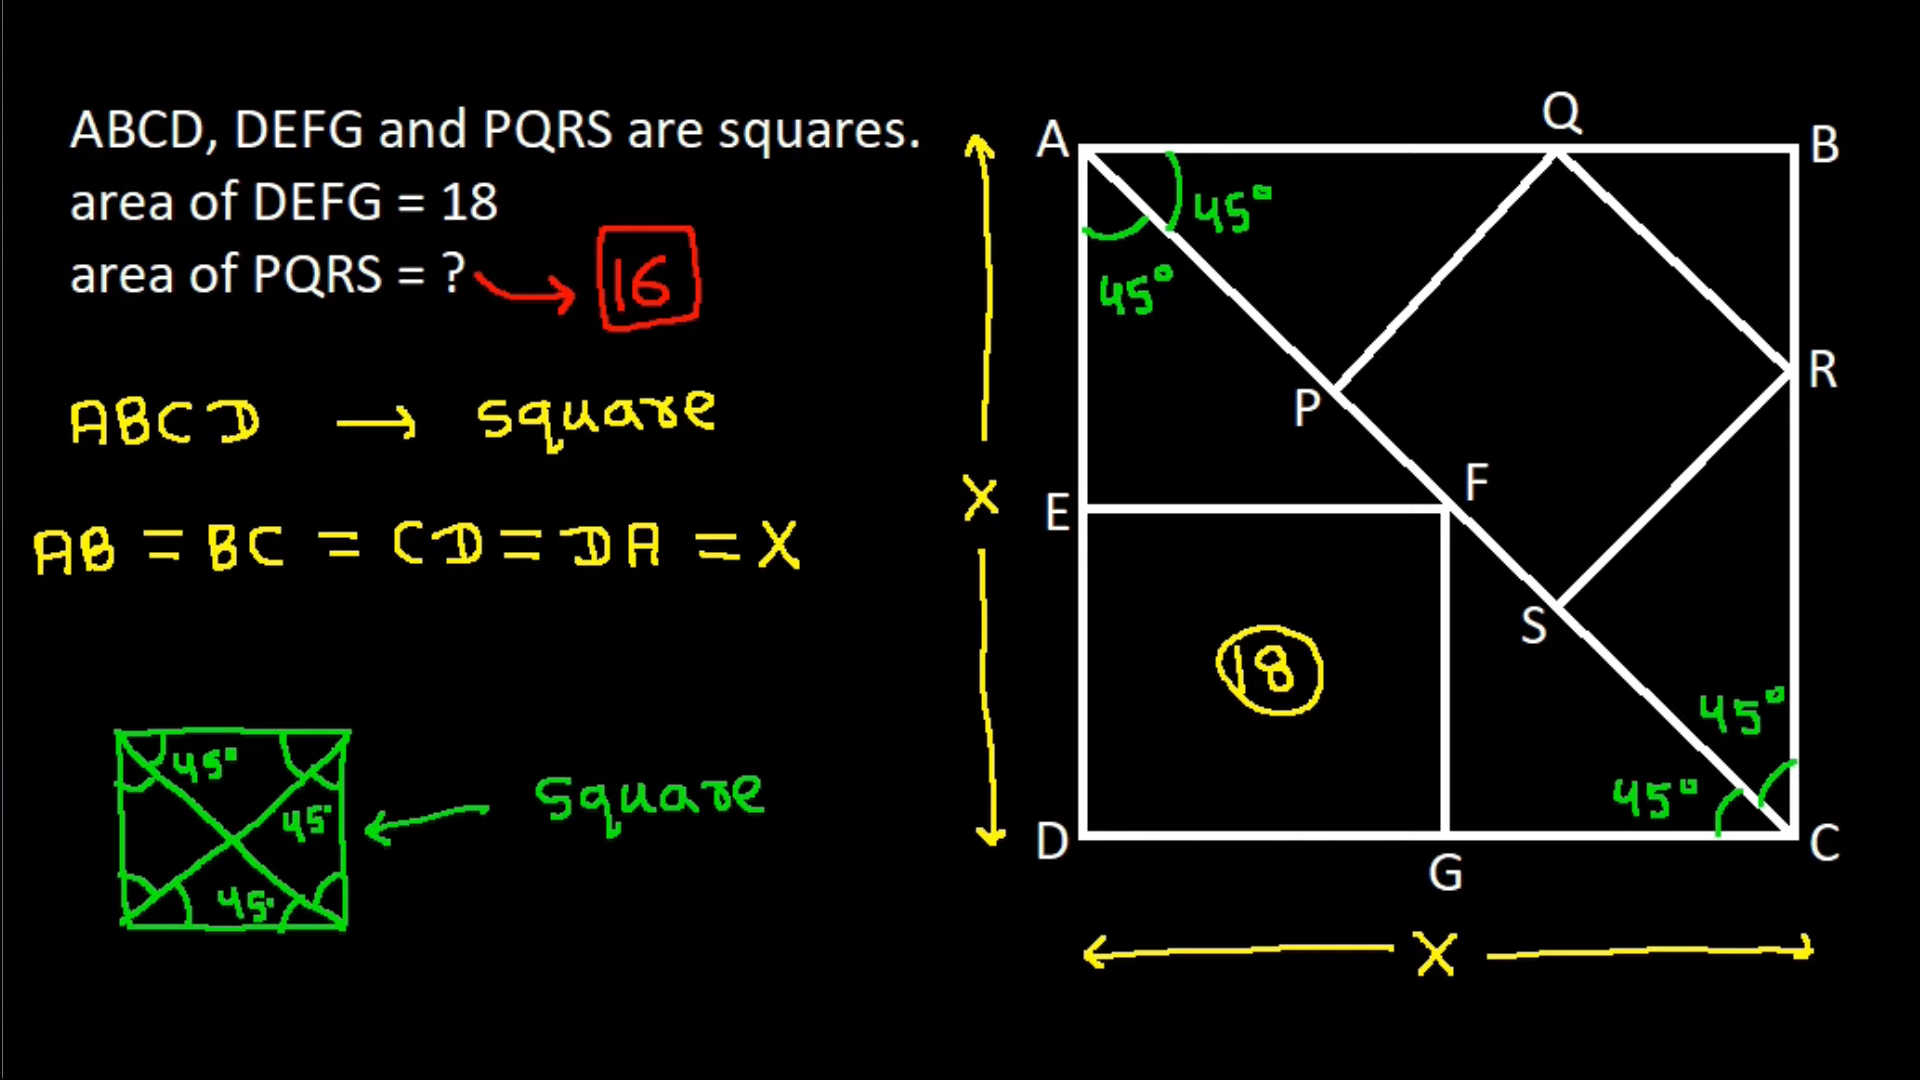 ABCD, DEFG and PQRS are squares.
area of DEFG = 18
area of PQRS = ? → 16
ABCD → square
AB = BC = CD = DA = X
45°
45°
45°
square
A
Q
B
45°
45°
R
P
X
E
F
S
18
45°
45°
D
G
C
X